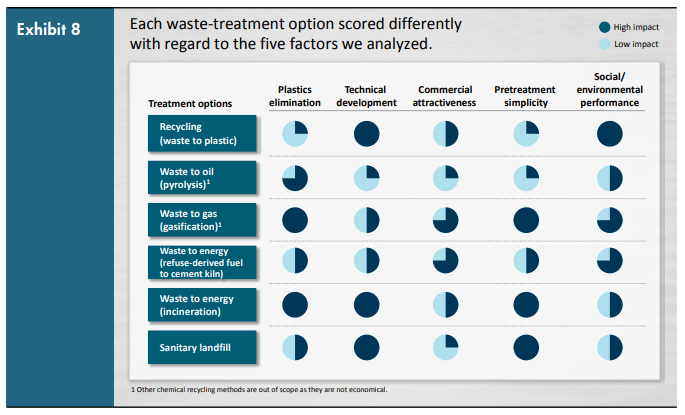 Exhibit 8
Each waste-treatment option scored differently
with regard to the five factors we analyzed.
High impact
Low impact
Treatment options
Plastics
elimination
Technical
development
Commercial
attractiveness
Pretreatment
simplicity
Social/
environmental
performance
Recycling
(waste to plastic)
Waste to oil
(pyrolysis)1
Waste to gas
(gasification)1
Waste to energy
(refuse-derived fuel
to cement kiln)
Waste to energy
(incineration)
Sanitary landfill
1 Other chemical recycling methods are out of scope as they are not economical.